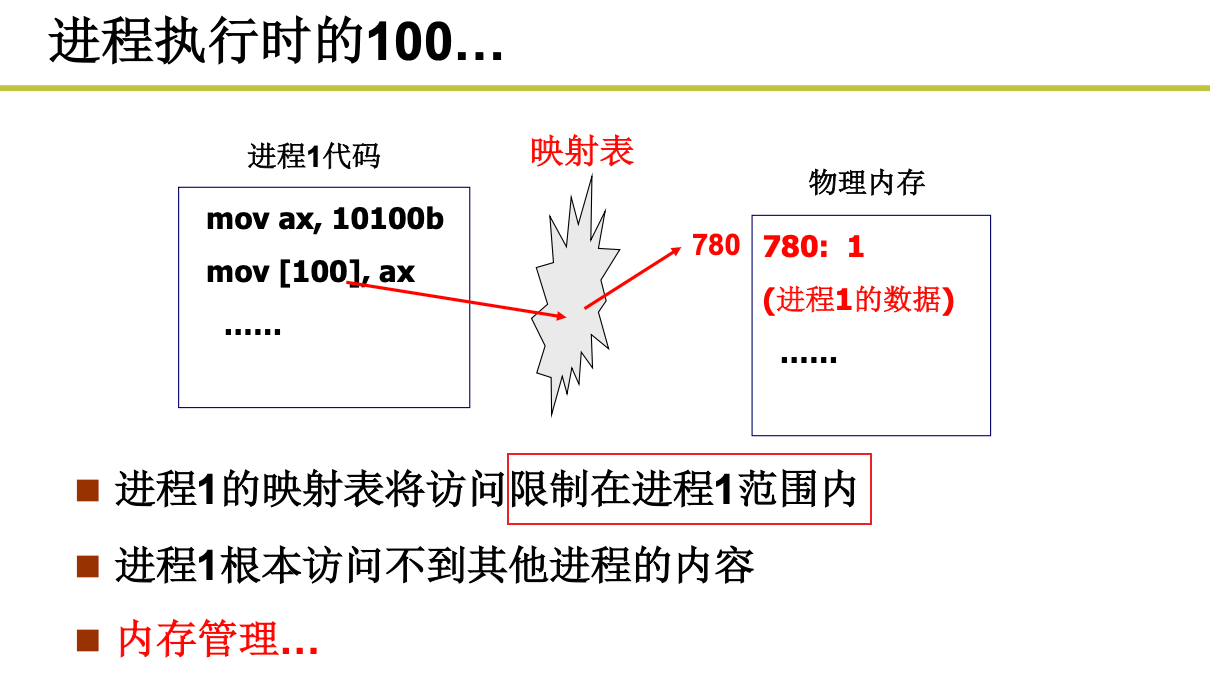 进程执行时的100…
进程1代码
映射表
物理内存
mov ax, 10100b
mov [100], ax
……
780
780: 1
(进程1的数据)
……
进程1的映射表将访问限制在进程1范围内
进程1根本访问不到其他进程的内容
内存管理…